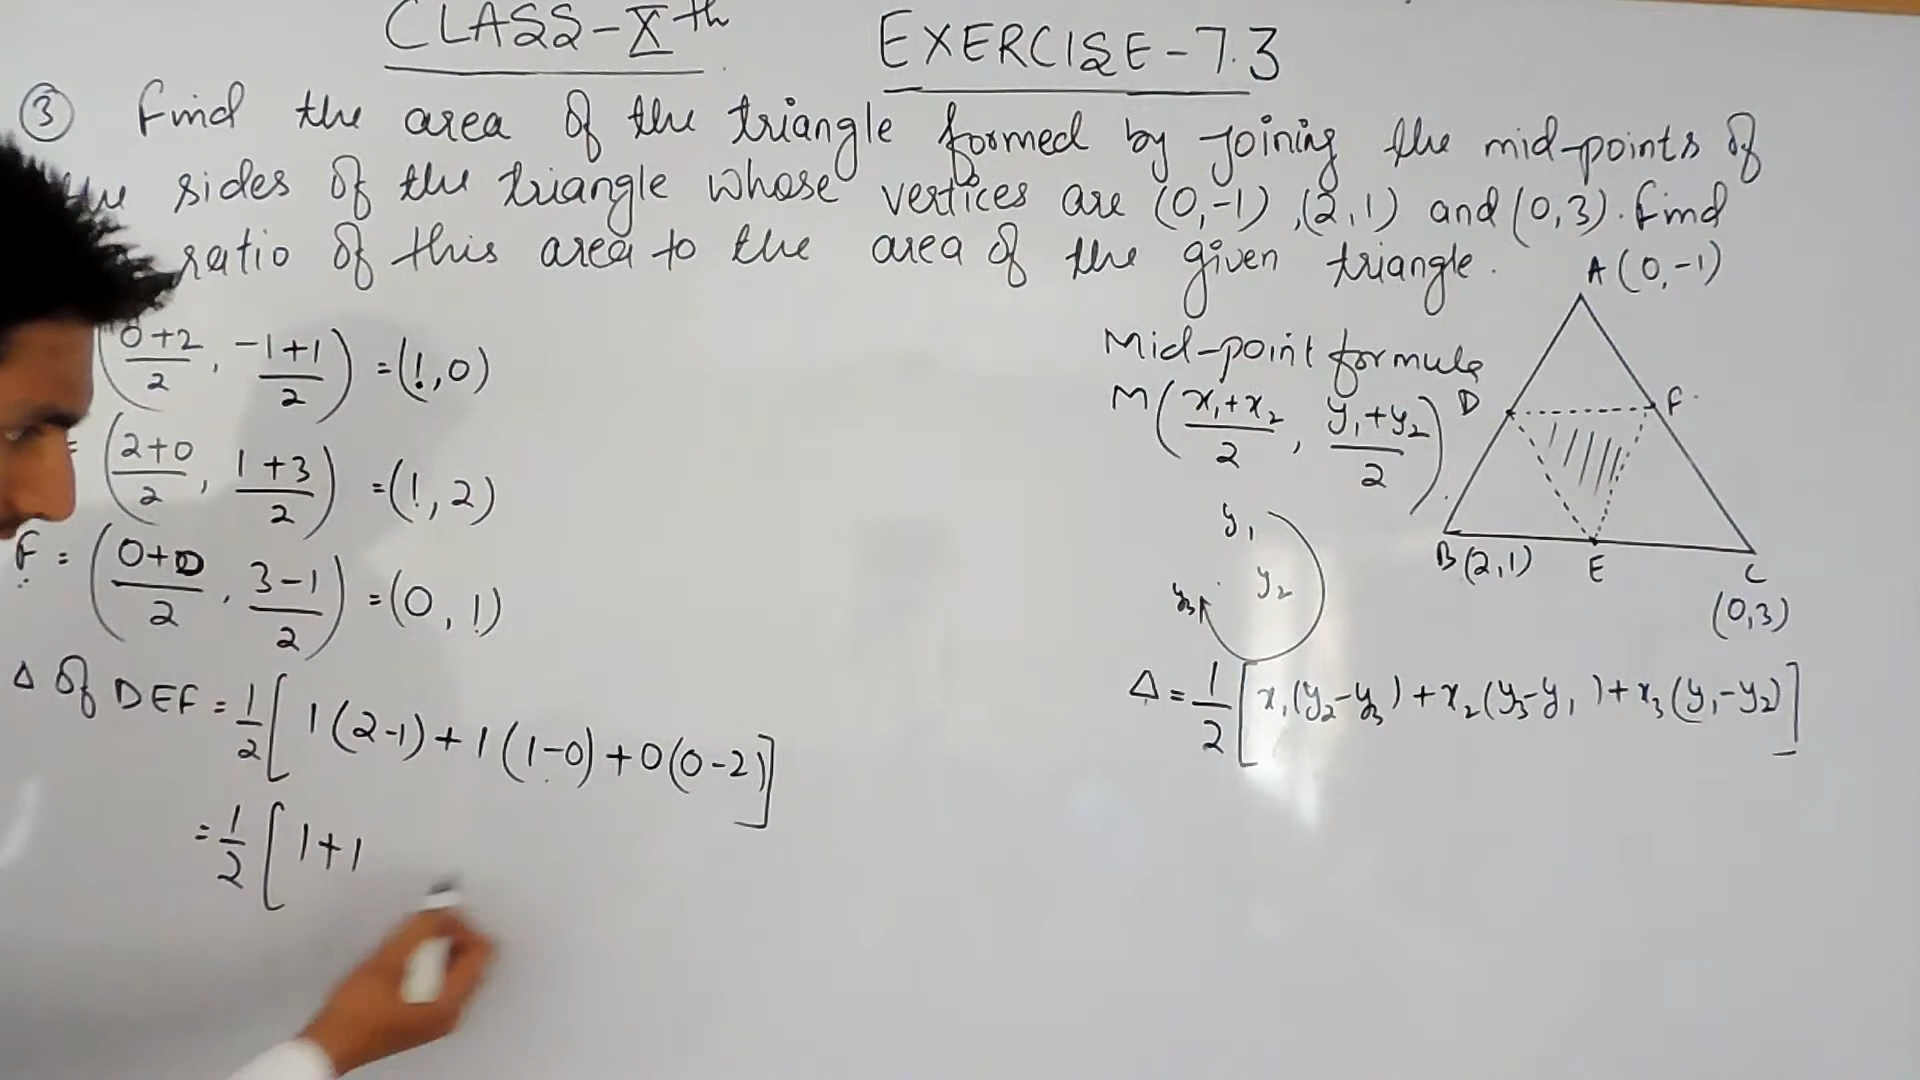 CLASS-Xth EXERCISE-7.3
③ Find the area of the triangle formed by joining the mid-points of
the sides of the triangle whose vertices are (0,-1), (2,1) and (0,3). Find
ratio of this area to the area of the given triangle.
(0+2/2, -1+1/2) = (1,0)
= (2+0/2, 1+3/2) = (1,2)
F = (0+0/2, 3-1/2) = (0,1)
Δ of DEF = 1/2 [ 1(2-1) + 1(1-0) + 0(0-2) ]
= 1/2 [ 1+1
Mid-point formula
M (x₁+x₂/2, y₁+y₂/2)
y₁
y₂
y₃
Δ = 1/2 [ x₁(y₂-y₃) + x₂(y₃-y₁) + x₃(y₁-y₂) ]
A (0,-1)
D F
B (2,1) E C
(0,3)